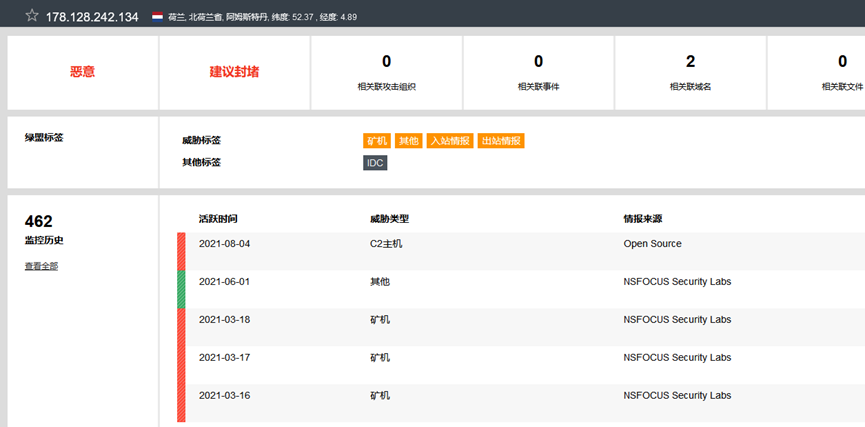 178.128.242.134 荷兰, 北荷兰省, 阿姆斯特丹, 纬度: 52.37 , 经度: 4.89
恶意 建议封堵 0 0 2 0
相关联攻击组织 相关联事件 相关联域名 相关联文件
绿盟标签 威胁标签 矿机 其他 入站情报 出站情报
其他标签 IDC
462
监控历史
查看全部
活跃时间 威胁类型 情报来源
2021-08-04 C2主机 Open Source
2021-06-01 其他 NSFOCUS Security Labs
2021-03-18 矿机 NSFOCUS Security Labs
2021-03-17 矿机 NSFOCUS Security Labs
2021-03-16 矿机 NSFOCUS Security Labs